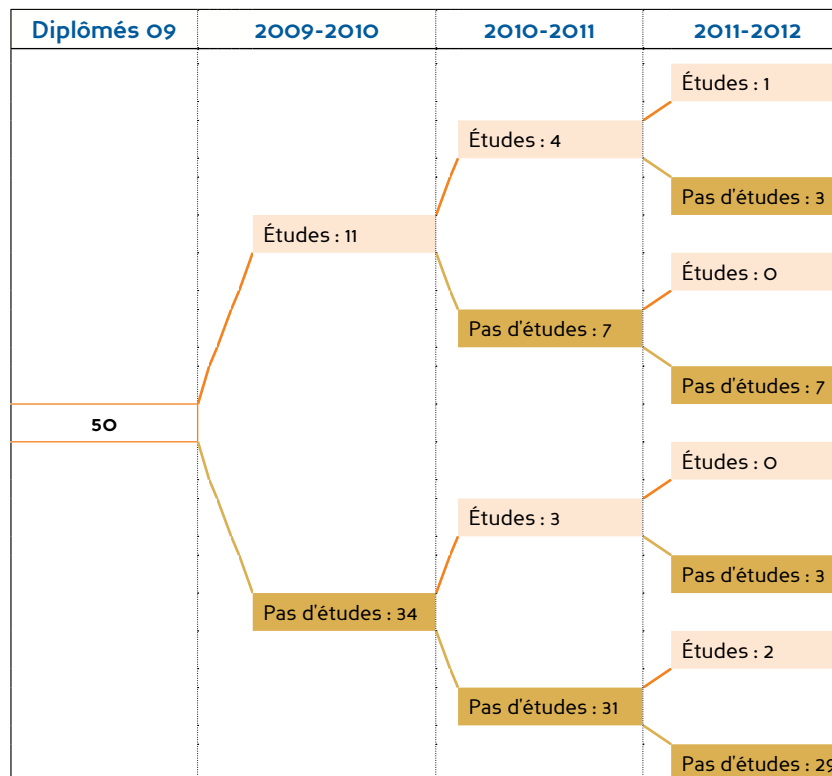 Diplômés 09 2009-2010 2010-2011 2011-2012
Études : 1
Études : 4
Pas d'études : 3
Études : 11
Études : 0
Pas d'études : 7
Pas d'études : 7
50
Études : 0
Études : 3
Pas d'études : 3
Pas d'études : 34
Études : 2
Pas d'études : 31
Pas d'études : 29